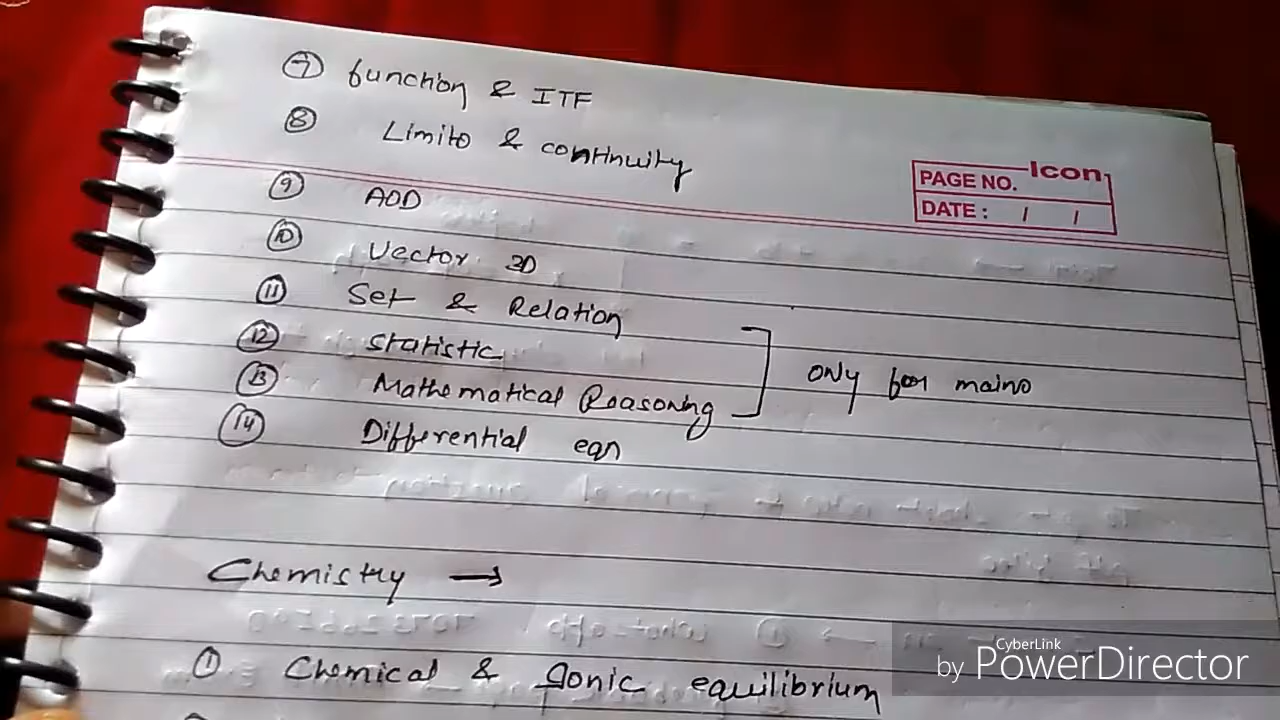 ⑦ function & ITF
⑧ Limits & continuity
Icon
PAGE NO.
DATE : / /
⑨ AOD
⑩ Vector 3D
⑪ Set & Relation
⑫ Statistic
⑬ Mathematical Reasoning
only for mains
⑭ Differential eqn
Chemistry →
① Chemical & Ionic equilibrium
CyberLink
by PowerDirector